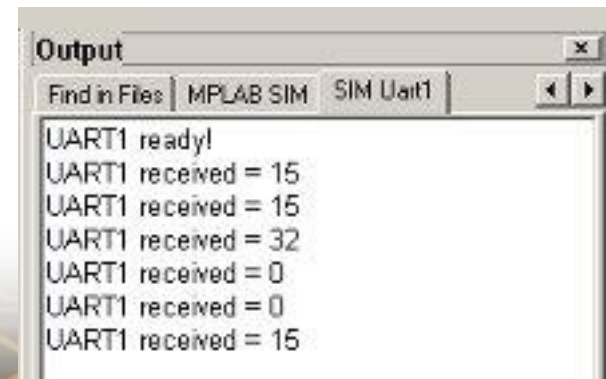 Output
Find in Files MPLAB SIM SIM Uart1
UART1 ready!
UART1 received = 15
UART1 received = 15
UART1 received = 32
UART1 received = 0
UART1 received = 0
UART1 received = 15